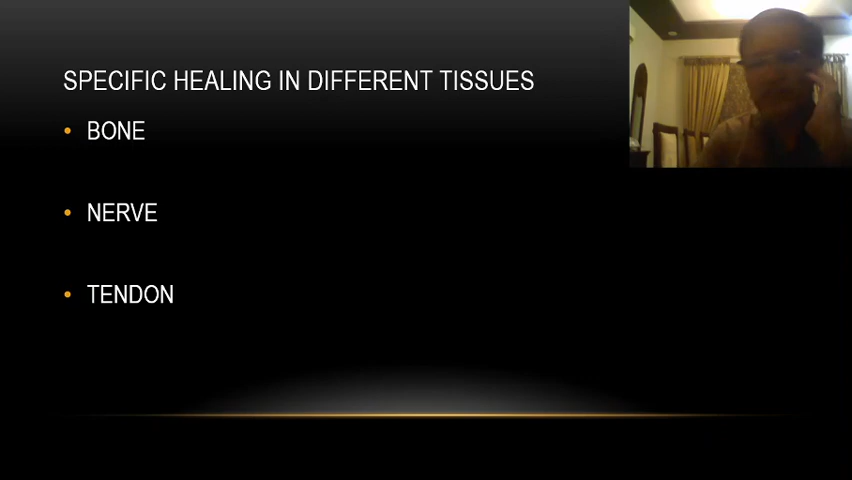 SPECIFIC HEALING IN DIFFERENT TISSUES
• BONE
• NERVE
• TENDON